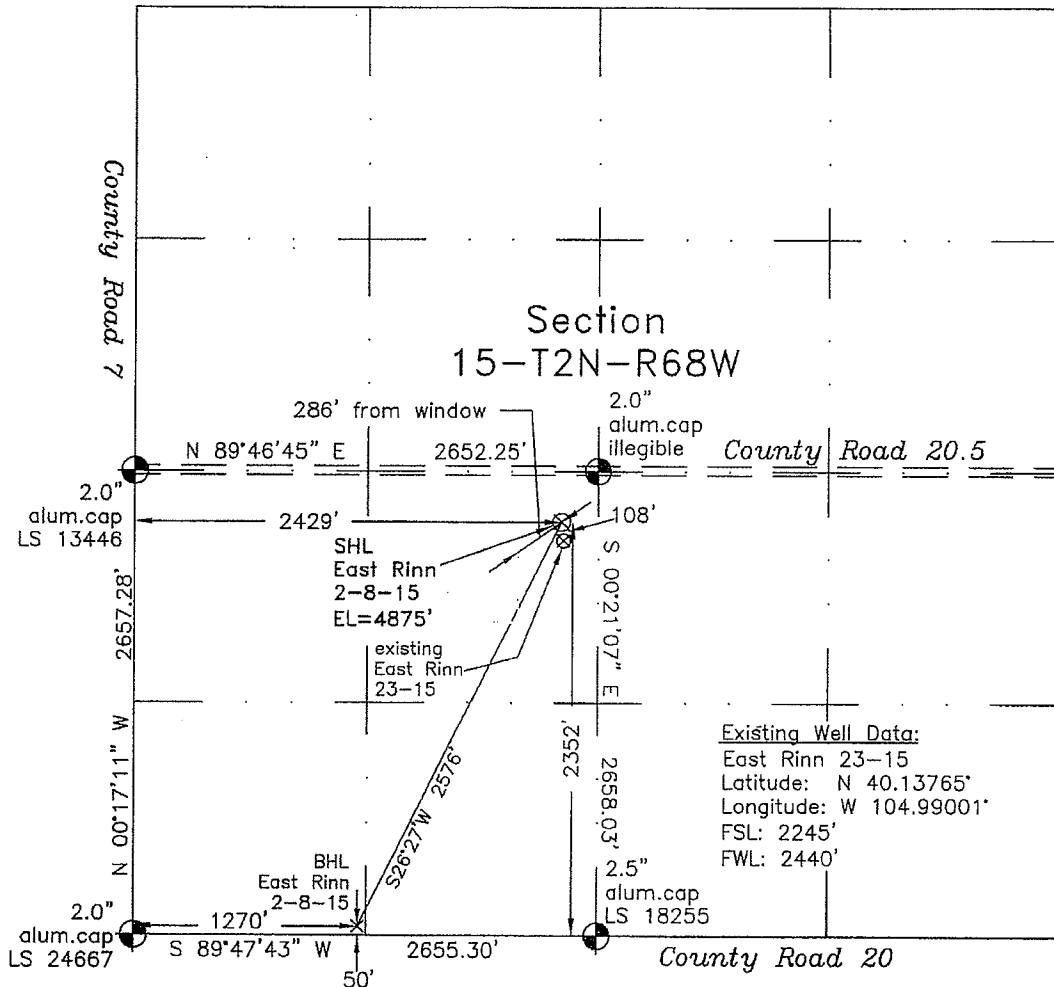 County Road 7
Section
15-T2N-R68W
286' from window
2.0"
alum.cap
illegible
N 89°46'45" E
2652.25'
County Road 20.5
2.0"
alum.cap
LS 13446
2429'
108'
SHL
East Rinn
2-8-15
EL=4875'
existing
East Rinn
23-15
2657.28'
N 00°17'11" W
S 00°21'07" E
2658.03'
2352'
S26°27'W 2576'
Existing Well Data:
East Rinn 23-15
Latitude: N 40.13765°
Longitude: W 104.99001°
FSL: 2245'
FWL: 2440'
BHL
East Rinn
2-8-15
2.5"
alum.cap
LS 18255
2.0"
alum.cap
LS 24667
1270'
S 89°47'43" W
2655.30'
50'
County Road 20